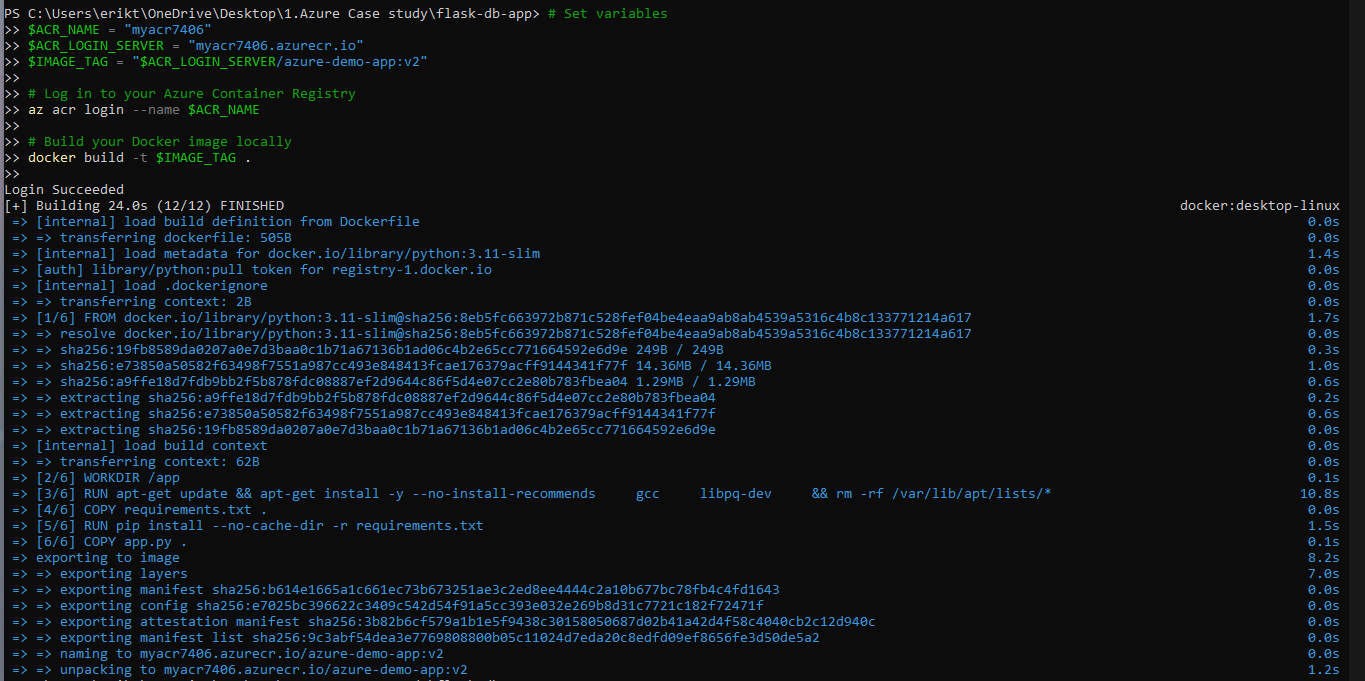 PS C:\Users\erikt\OneDrive\Desktop\1.Azure Case study\flask-db-app> # Set variables
>> $ACR_NAME = "myacr7406"
>> $ACR_LOGIN_SERVER = "myacr7406.azurecr.io"
>> $IMAGE_TAG = "$ACR_LOGIN_SERVER/azure-demo-app:v2"
>>
>> # Log in to your Azure Container Registry
>> az acr login --name $ACR_NAME
>>
>> # Build your Docker image locally
>> docker build -t $IMAGE_TAG .
>>
Login Succeeded
[+] Building 24.0s (12/12) FINISHED docker:desktop-linux
=> [internal] load build definition from Dockerfile 0.0s
=> => transferring dockerfile: 505B 0.0s
=> [internal] load metadata for docker.io/library/python:3.11-slim 1.4s
=> [auth] library/python:pull token for registry-1.docker.io 0.0s
=> [internal] load .dockerignore 0.0s
=> => transferring context: 2B 0.0s
=> [1/6] FROM docker.io/library/python:3.11-slim@sha256:8eb5fc663972b871c528fef04be4eaa9ab8ab4539a5316c4b8c133771214a617 1.7s
=> => resolve docker.io/library/python:3.11-slim@sha256:8eb5fc663972b871c528fef04be4eaa9ab8ab4539a5316c4b8c133771214a617 0.0s
=> => sha256:19fb8589da0207a0e7d3baa0c1b71a67136b1ad06c4b2e65cc771664592e6d9e 249B / 249B 0.3s
=> => sha256:e73850a50582f63498f7551a987cc493e848413fcae176379acff9144341f77f 14.36MB / 14.36MB 1.0s
=> => sha256:a9ffe18d7fdb9bb2f5b878fdc08887ef2d9644c86f5d4e07cc2e80b783fbea04 1.29MB / 1.29MB 0.6s
=> => extracting sha256:a9ffe18d7fdb9bb2f5b878fdc08887ef2d9644c86f5d4e07cc2e80b783fbea04 0.2s
=> => extracting sha256:e73850a50582f63498f7551a987cc493e848413fcae176379acff9144341f77f 0.6s
=> => extracting sha256:19fb8589da0207a0e7d3baa0c1b71a67136b1ad06c4b2e65cc771664592e6d9e 0.0s
=> [internal] load build context 0.0s
=> => transferring context: 62B 0.0s
=> [2/6] WORKDIR /app 0.1s
=> [3/6] RUN apt-get update && apt-get install -y --no-install-recommends     gcc     libpq-dev     && rm -rf /var/lib/apt/lists/* 10.8s
=> [4/6] COPY requirements.txt . 0.0s
=> [5/6] RUN pip install --no-cache-dir -r requirements.txt 1.5s
=> [6/6] COPY app.py . 0.1s
=> exporting to image 8.2s
=> => exporting layers 7.0s
=> => exporting manifest sha256:b614e1665a1c661ec73b673251ae3c2ed8ee4444c2a10b677bc78fb4c4fd1643 0.0s
=> => exporting config sha256:e7025bc396622c3409c542d54f91a5cc393e032e269b8d31c7721c182f72471f 0.0s
=> => exporting attestation manifest sha256:3b82b6cf579a1b1e5f9438c30158050687d02b41a42d4f58c4040cb2c12d940c 0.0s
=> => exporting manifest list sha256:9c3abf54dea3e7769808800b05c11024d7eda20c8edfd09ef8656fe3d50de5a2 0.0s
=> => naming to myacr7406.azurecr.io/azure-demo-app:v2 0.0s
=> => unpacking to myacr7406.azurecr.io/azure-demo-app:v2 1.2s